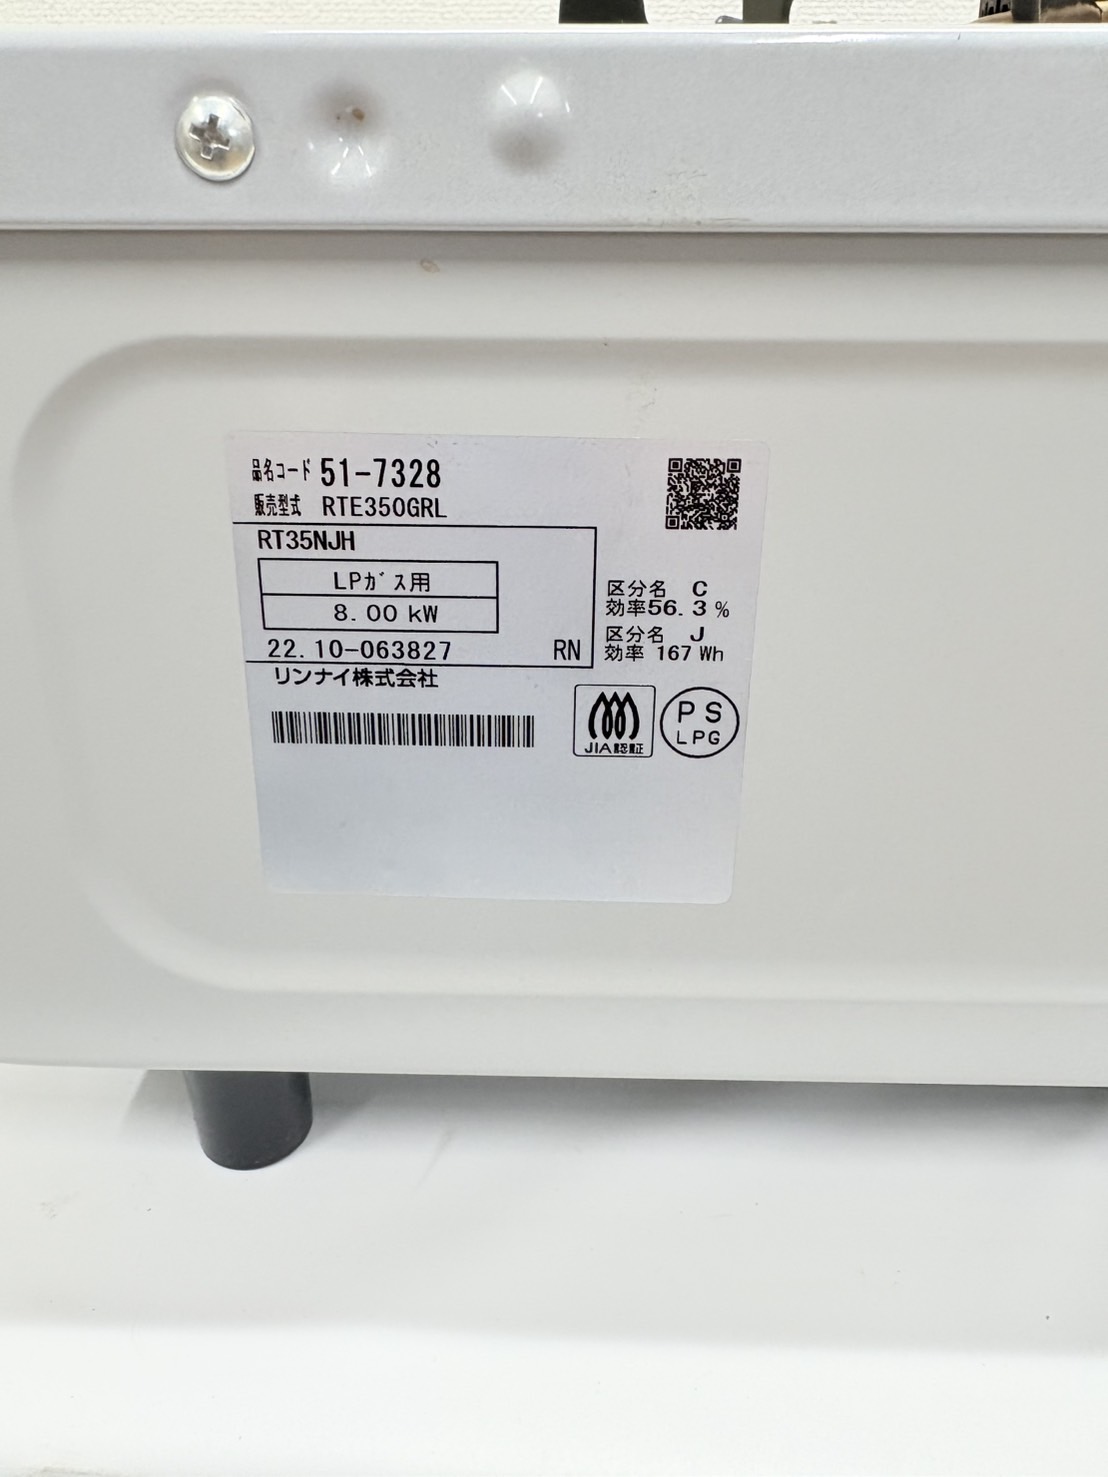 品名コード 51-7328
販売型式 RTE350GRL
RT35NJH
LPガス用
8.00 kW
22.10-063827 RN
リンナイ株式会社
区分名 C
効率56.3%
区分名 J
効率 167 Wh
JIA認証
PS
LPG